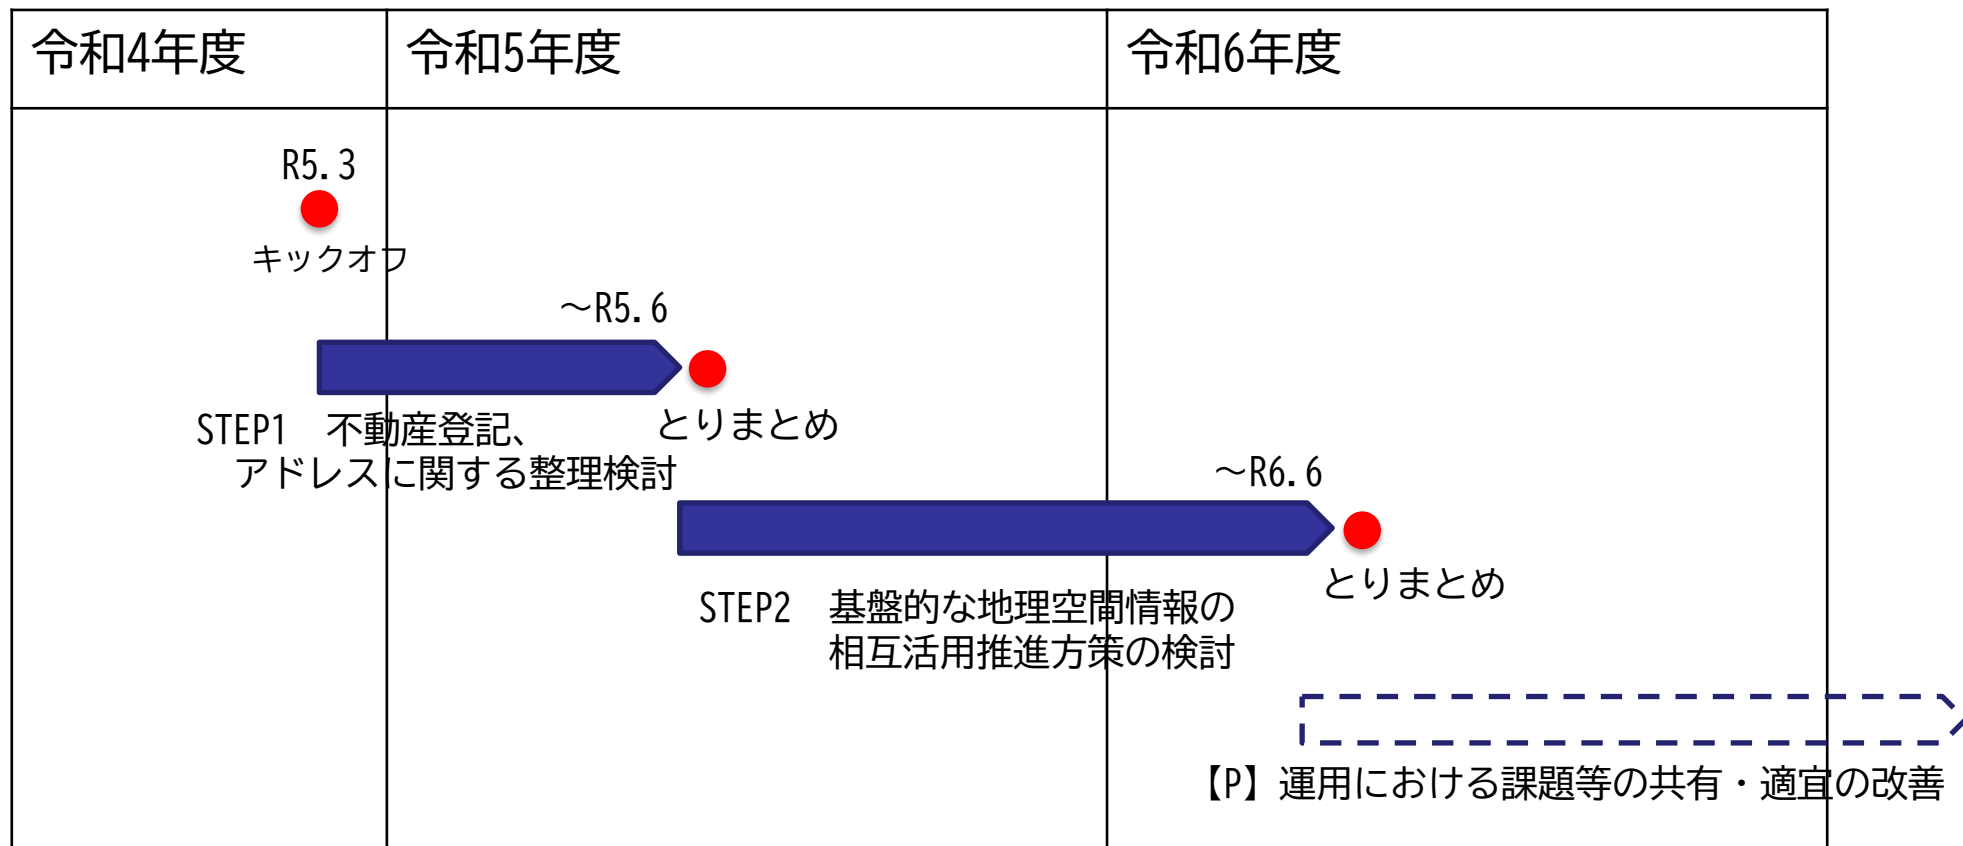 令和4年度
令和5年度
令和6年度
R5.3
キックオフ
～R5.6
STEP1　不動産登記、
アドレスに関する整理検討
とりまとめ
～R6.6
STEP2　基盤的な地理空間情報の
相互活用推進方策の検討
とりまとめ
【P】運用における課題等の共有・適宜の改善